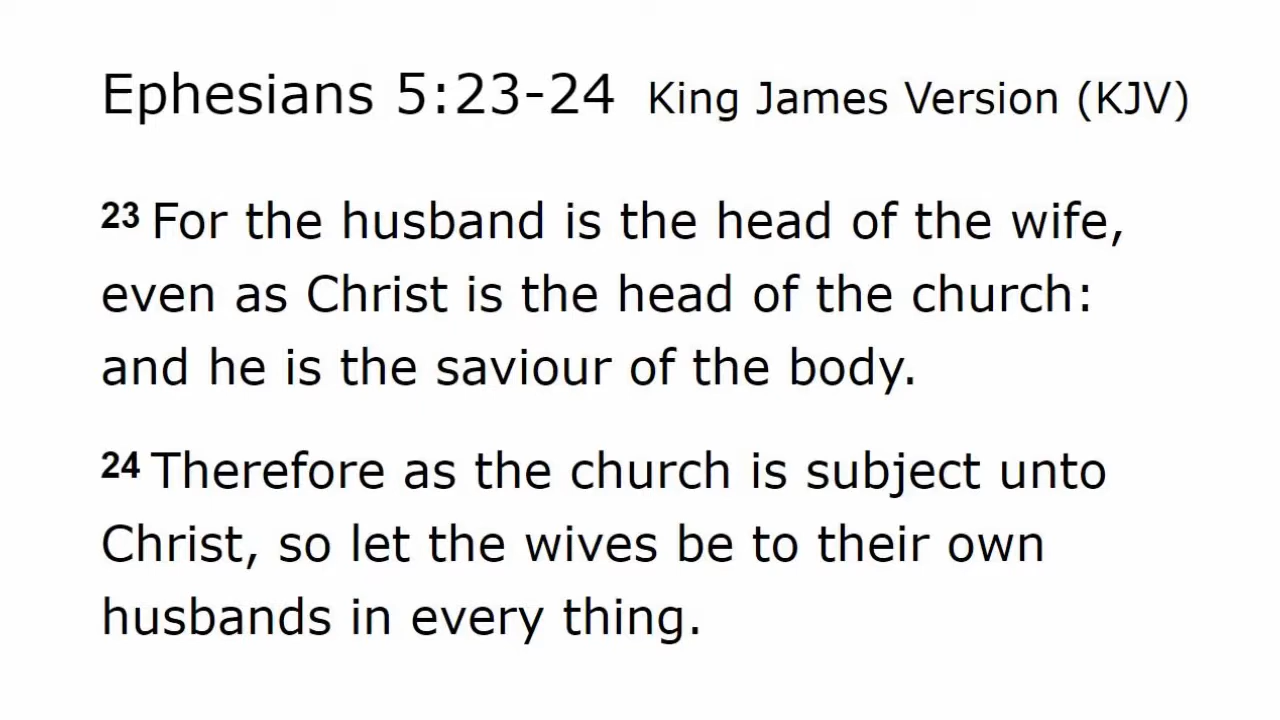 Ephesians 5:23-24 King James Version (KJV)
23 For the husband is the head of the wife,
even as Christ is the head of the church:
and he is the saviour of the body.
24 Therefore as the church is subject unto
Christ, so let the wives be to their own
husbands in every thing.